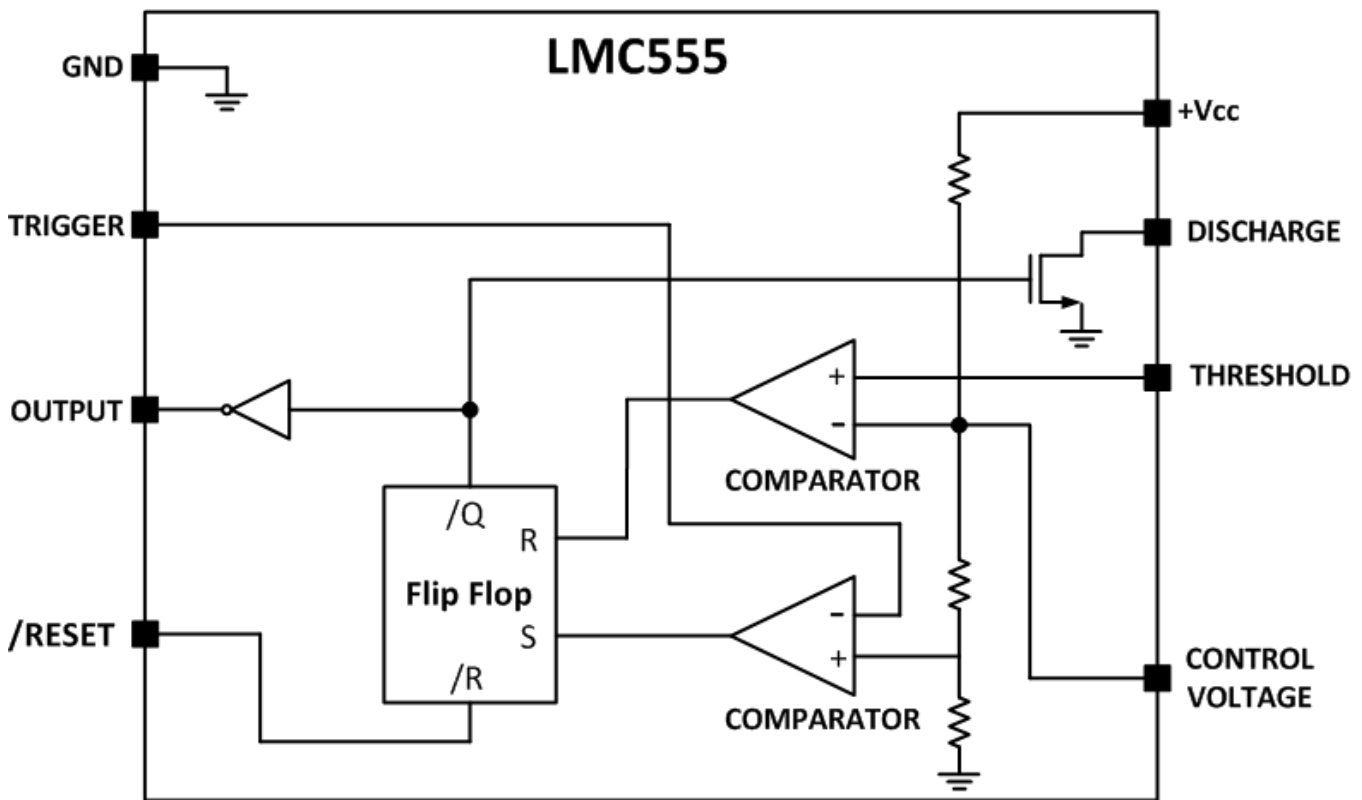 LMC555
GND
+Vcc
TRIGGER
DISCHARGE
+
THRESHOLD
OUTPUT
-
COMPARATOR
/Q
R
Flip Flop
-
S
/RESET
+
CONTROL
VOLTAGE
/R
COMPARATOR